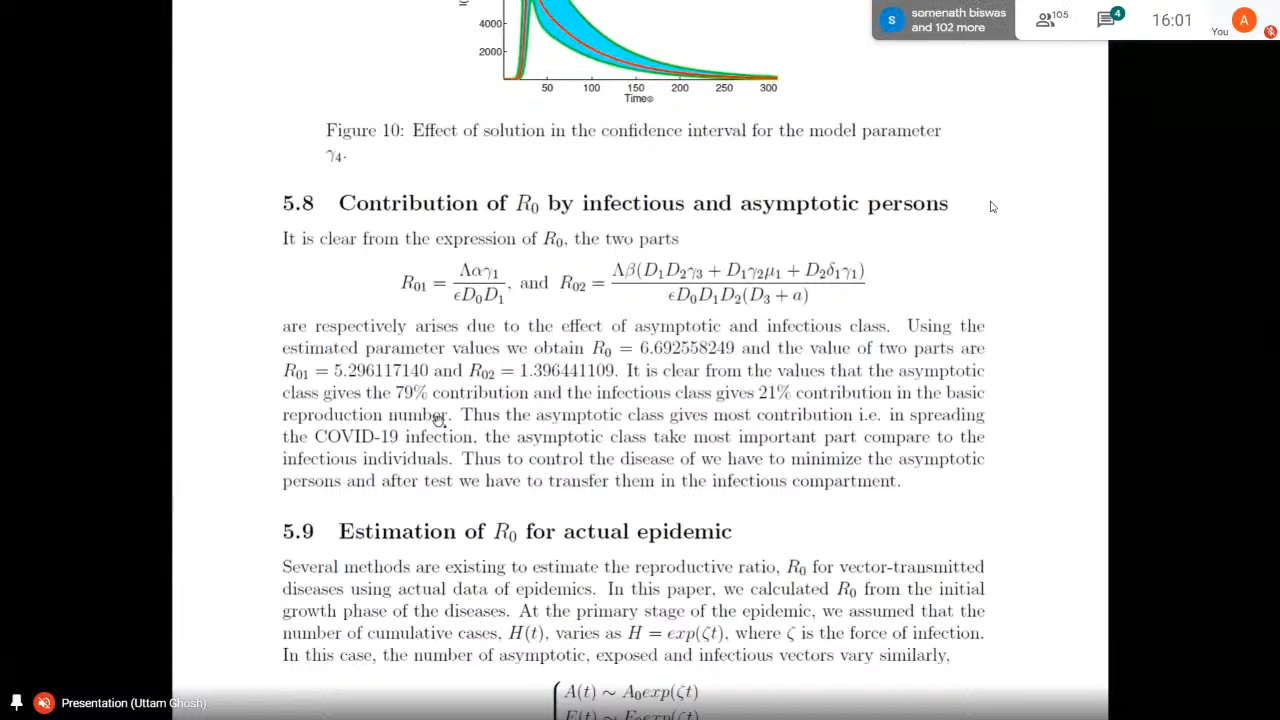 somenath biswas
and 102 more
105
4
16:01
You
A
S
4000
2000
50 100 150 200 250 300
Time
Figure 10: Effect of solution in the confidence interval for the model parameter
γ₄.
5.8 Contribution of R₀ by infectious and asymptotic persons
It is clear from the expression of R₀, the two parts
R₀₁ = Λαγ₁ / ϵD₀D₁, and R₀₂ = Λβ(D₁D₂γ₃ + D₁γ₂μ₁ + D₂δ₁γ₁) / ϵD₀D₁D₂(D₃ + a)
are respectively arises due to the effect of asymptotic and infectious class. Using the
estimated parameter values we obtain R₀ = 6.692558249 and the value of two parts are
R₀₁ = 5.296117140 and R₀₂ = 1.396441109. It is clear from the values that the asymptotic
class gives the 79% contribution and the infectious class gives 21% contribution in the basic
reproduction number. Thus the asymptotic class gives most contribution i.e. in spreading
the COVID-19 infection, the asymptotic class take most important part compare to the
infectious individuals. Thus to control the disease of we have to minimize the asymptotic
persons and after test we have to transfer them in the infectious compartment.
5.9 Estimation of R₀ for actual epidemic
Several methods are existing to estimate the reproductive ratio, R₀ for vector-transmitted
diseases using actual data of epidemics. In this paper, we calculated R₀ from the initial
growth phase of the diseases. At the primary stage of the epidemic, we assumed that the
number of cumulative cases, H(t), varies as H = exp(ζt), where ζ is the force of infection.
In this case, the number of asymptotic, exposed and infectious vectors vary similarly,
A(t) ∼ A₀exp(ζt)
E(t) ∼ E₀exp(ζt)
Presentation (Uttam Ghosh)